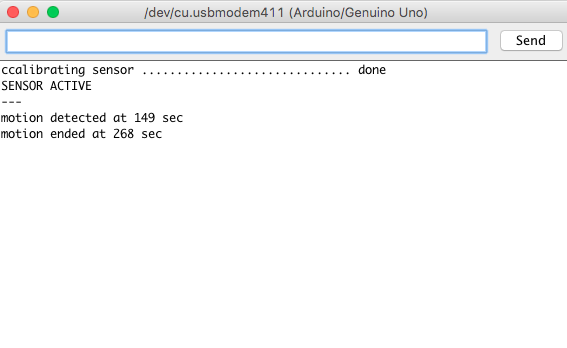 /dev/cu.usbmodem411 (Arduino/Genuino Uno)
Send
ccalibrating sensor .............................. done
SENSOR ACTIVE
---
motion detected at 149 sec
motion ended at 268 sec